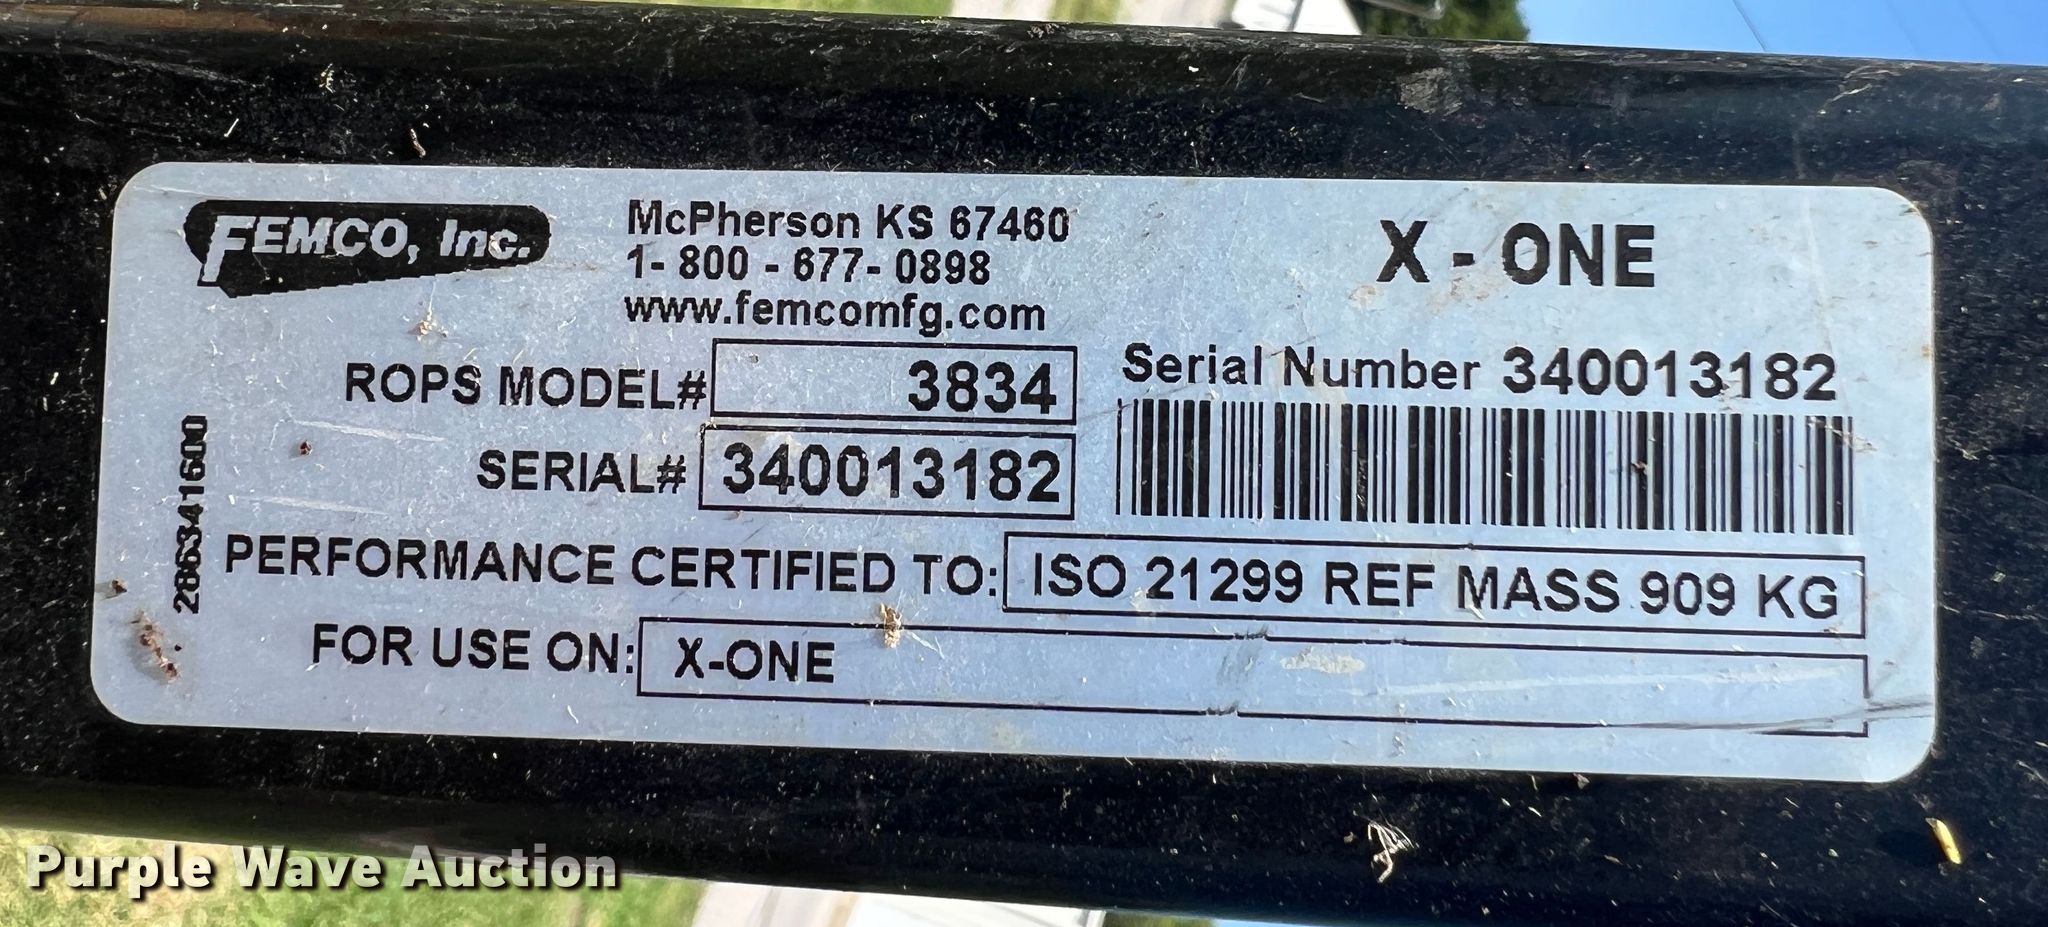 FEMCO, Inc.
McPherson KS 67460
1- 800 - 677- 0898
www.femcomfg.com
X - ONE
ROPS MODEL# 3834
SERIAL# 340013182
Serial Number 340013182
PERFORMANCE CERTIFIED TO: ISO 21299 REF MASS 909 KG
FOR USE ON: X-ONE
286341600
Purple Wave Auction